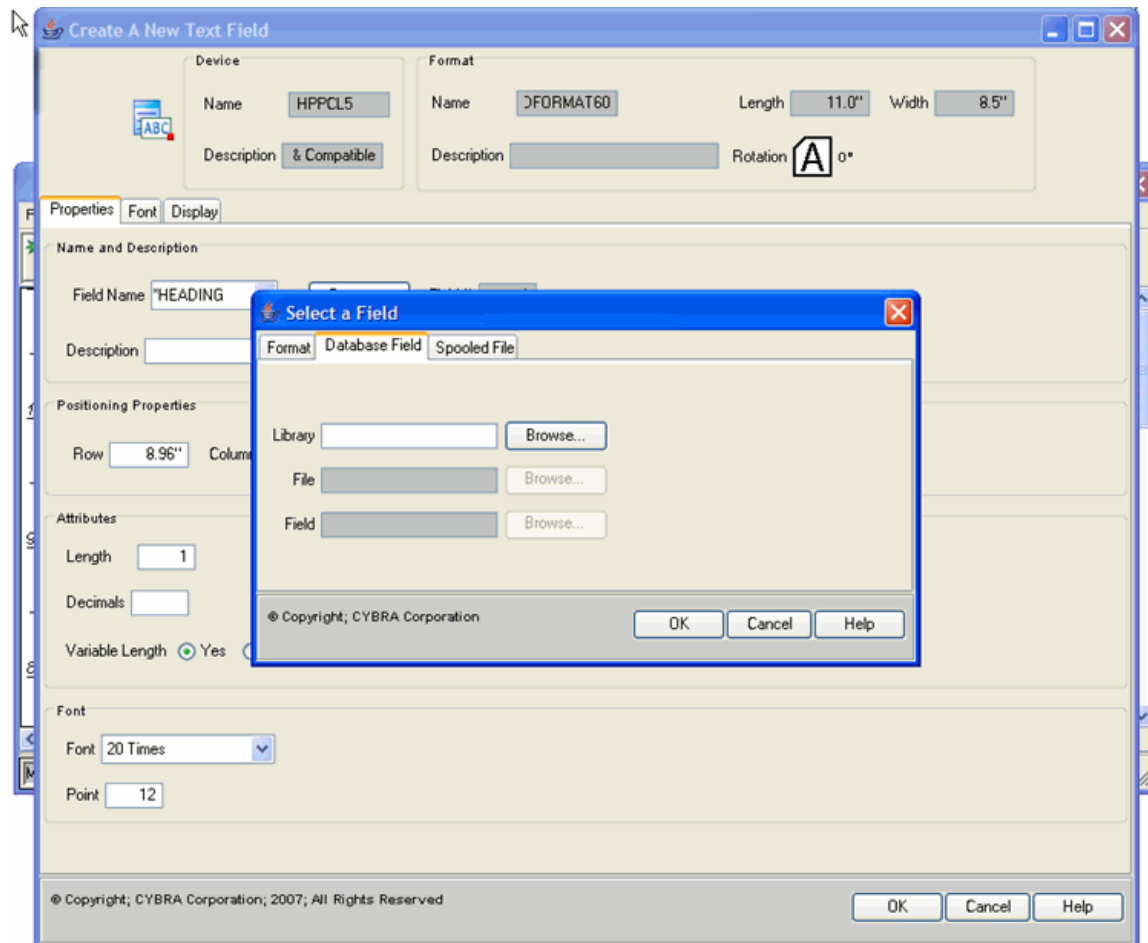 Create A New Text Field
Device
Format
Name HPPCL5
Name OFORMAT60 Length 11.0" Width 8.5"
Description & Compatible
Description Rotation A 0°
Properties Font Display
Name and Description
Field Name "HEADING
Description
Select a Field
Format Database Field Spooled File
Library Browse...
File Browse...
Field Browse...
© Copyright; CYBRA Corporation
OK Cancel Help
Positioning Properties
Row 8.96"
Attributes
Length 1
Decimals
Variable Length Yes
Font
Font 20 Times
Point 12
© Copyright; CYBRA Corporation; 2007; All Rights Reserved
OK Cancel Help